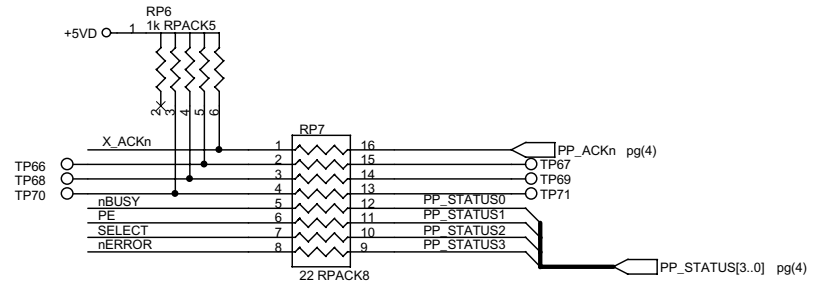 RP6
1k RPACK5
+5VD 1
2 3 4 5 6
RP7
X_ACKn 1 16 PP_ACKn pg(4)
TP66 2 15 TP67
TP68 3 14 TP69
TP70 4 13 TP71
nBUSY 5 12 PP_STATUS0
PE 6 11 PP_STATUS1
SELECT 7 10 PP_STATUS2
nERROR 8 9 PP_STATUS3
22 RPACK8
PP_STATUS[3..0] pg(4)